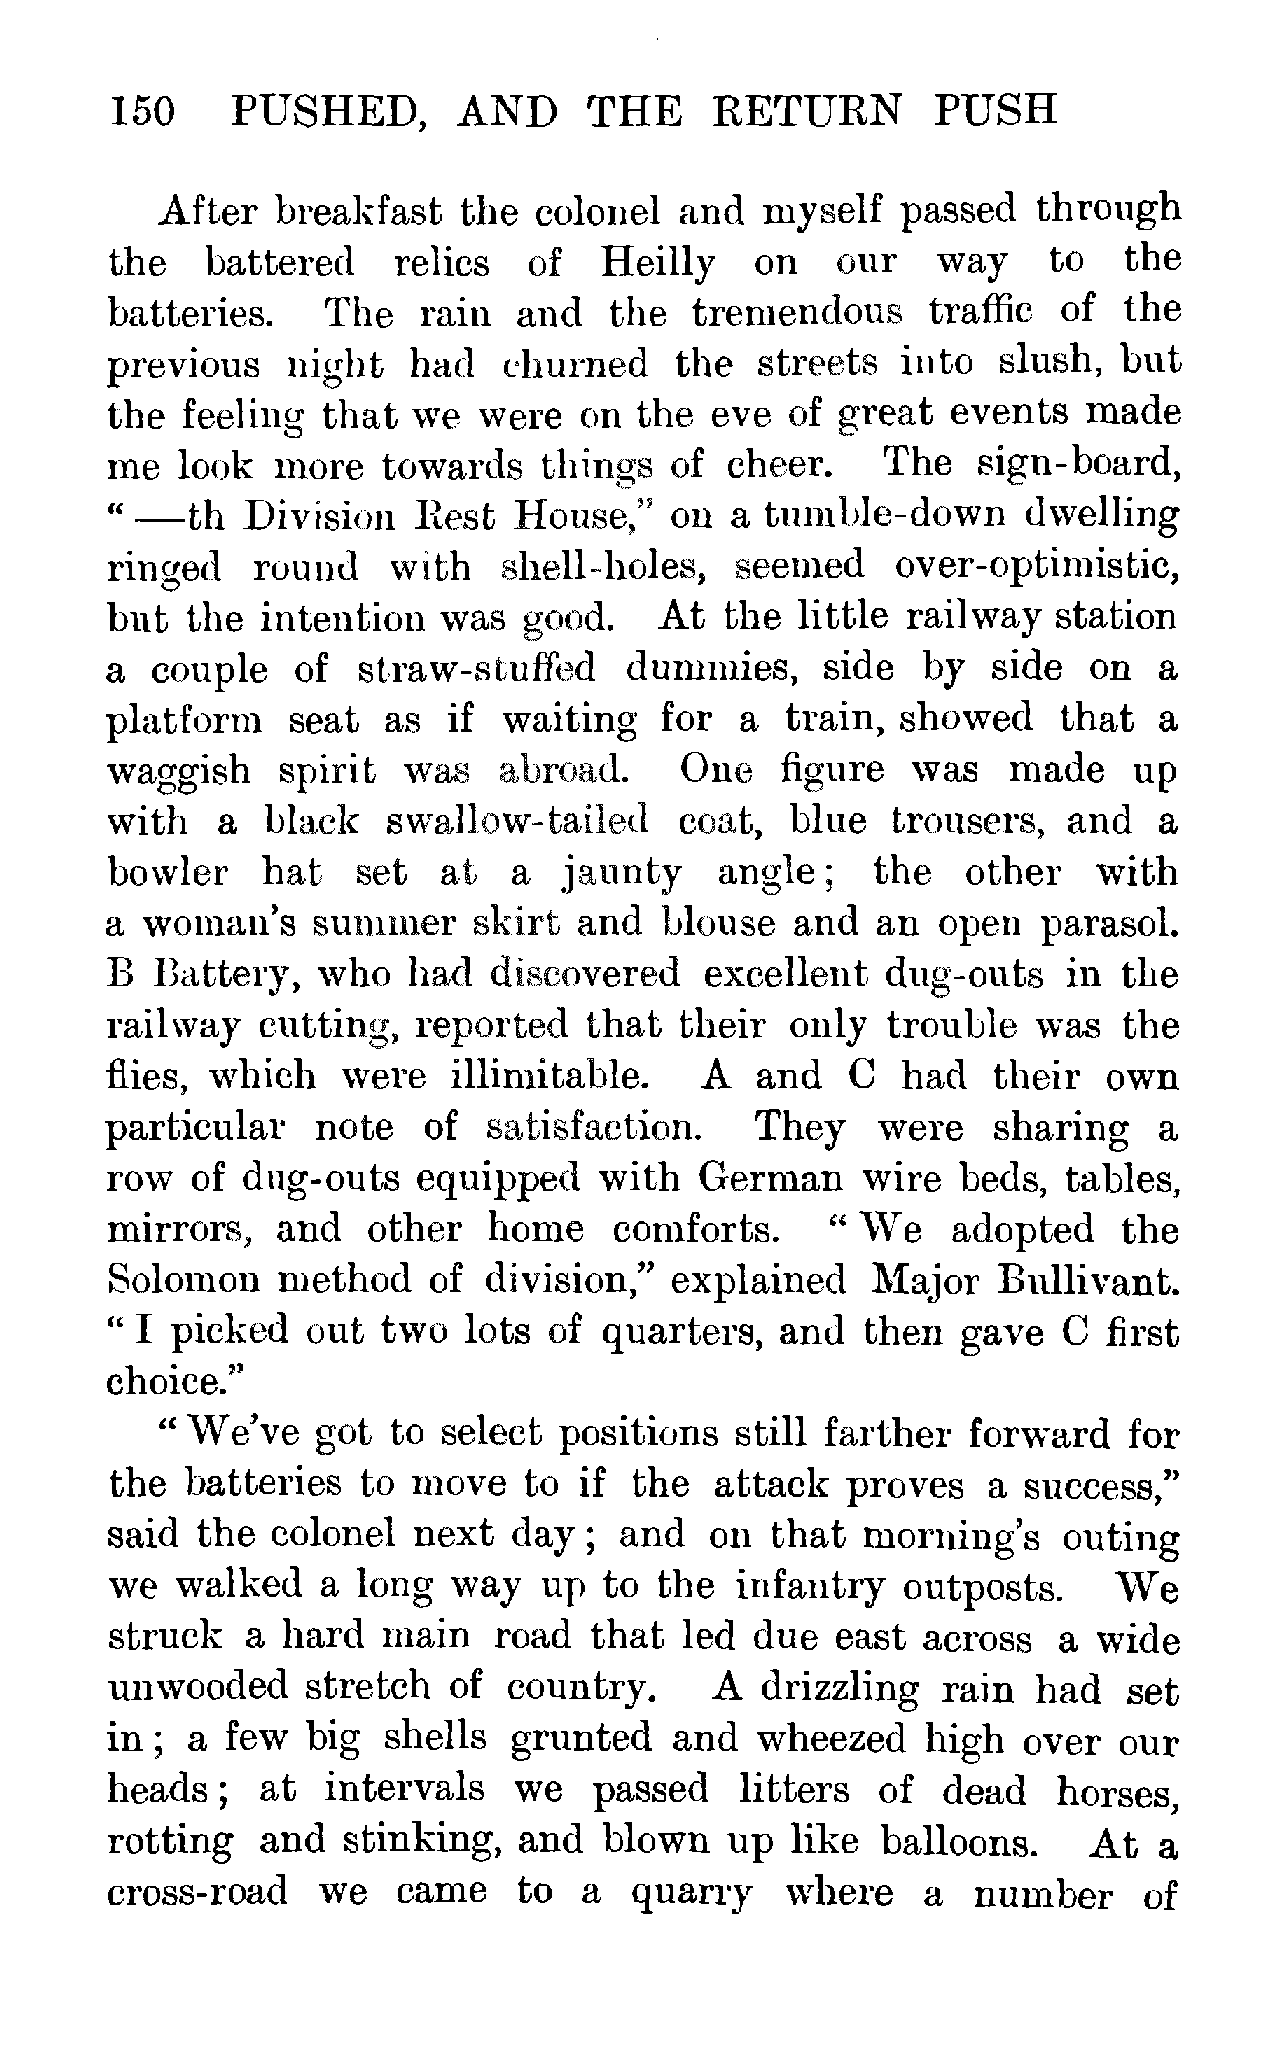 150 PUSHED, AND THE RETURN PUSH
After breakfast the colonel and myself passed through
the battered relics of Heilly on our way to the
batteries. The rain and the tremendous traffic of the
previous night had churned the streets into slush, but
the feeling that we were on the eve of great events made
me look more towards things of cheer. The sign-board,
“ —th Division Rest House,” on a tumble-down dwelling
ringed round with shell-holes, seemed over-optimistic,
but the intention was good. At the little railway station
a couple of straw-stuffed dummies, side by side on a
platform seat as if waiting for a train, showed that a
waggish spirit was abroad. One figure was made up
with a black swallow-tailed coat, blue trousers, and a
bowler hat set at a jaunty angle ; the other with
a woman's summer skirt and blouse and an open parasol.
B Battery, who had discovered excellent dug-outs in the
railway cutting, reported that their only trouble was the
flies, which were illimitable. A and C had their own
particular note of satisfaction. They were sharing a
row of dug-outs equipped with German wire beds, tables,
mirrors, and other home comforts. “ We adopted the
Solomon method of division,” explained Major Bullivant.
“ I picked out two lots of quarters, and then gave C first
choice.”
“ We've got to select positions still farther forward for
the batteries to move to if the attack proves a success,”
said the colonel next day ; and on that morning's outing
we walked a long way up to the infantry outposts. We
struck a hard main road that led due east across a wide
unwooded stretch of country. A drizzling rain had set
in ; a few big shells grunted and wheezed high over our
heads ; at intervals we passed litters of dead horses,
rotting and stinking, and blown up like balloons. At a
cross-road we came to a quarry where a number of